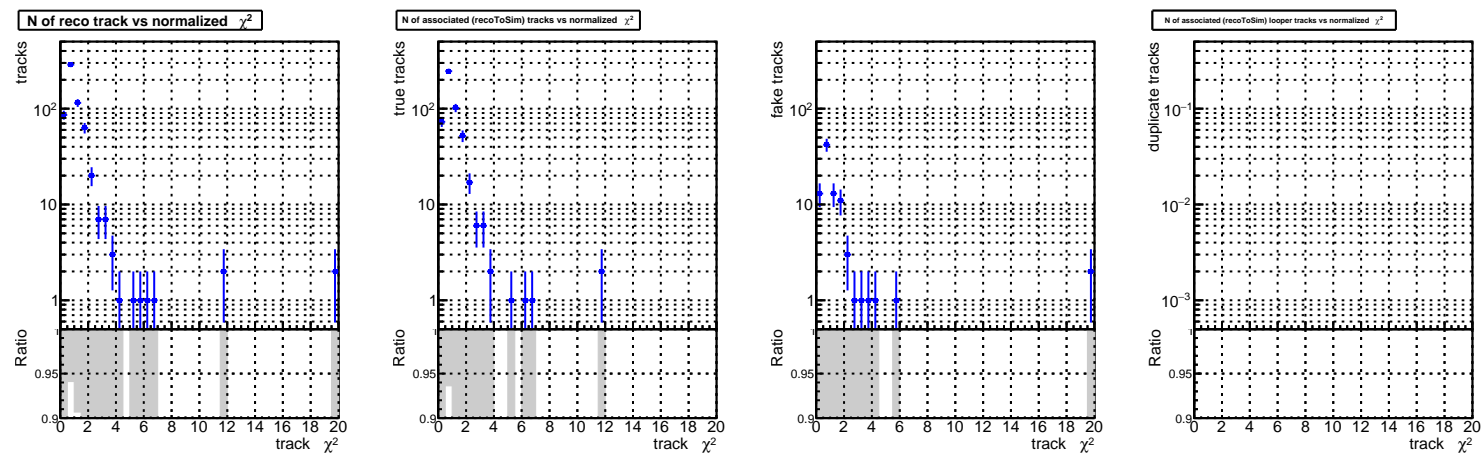 N of reco track vs normalized χ²
tracks
10²
10
1
Ratio
1
0.95
0.9
0 2 4 6 8 10 12 14 16 18 20
track χ²
N of associated (recoToSim) tracks vs normalized χ²
true tracks
10²
10
1
Ratio
1
0.95
0.9
0 2 4 6 8 10 12 14 16 18 20
track χ²
fake tracks
10²
10
1
Ratio
1
0.95
0.9
0 2 4 6 8 10 12 14 16 18 20
track χ²
N of associated (recoToSim) looper tracks vs normalized χ²
duplicate tracks
10⁻¹
10⁻²
10⁻³
Ratio
1
0.95
0.9
0 2 4 6 8 10 12 14 16 18 20
track χ²